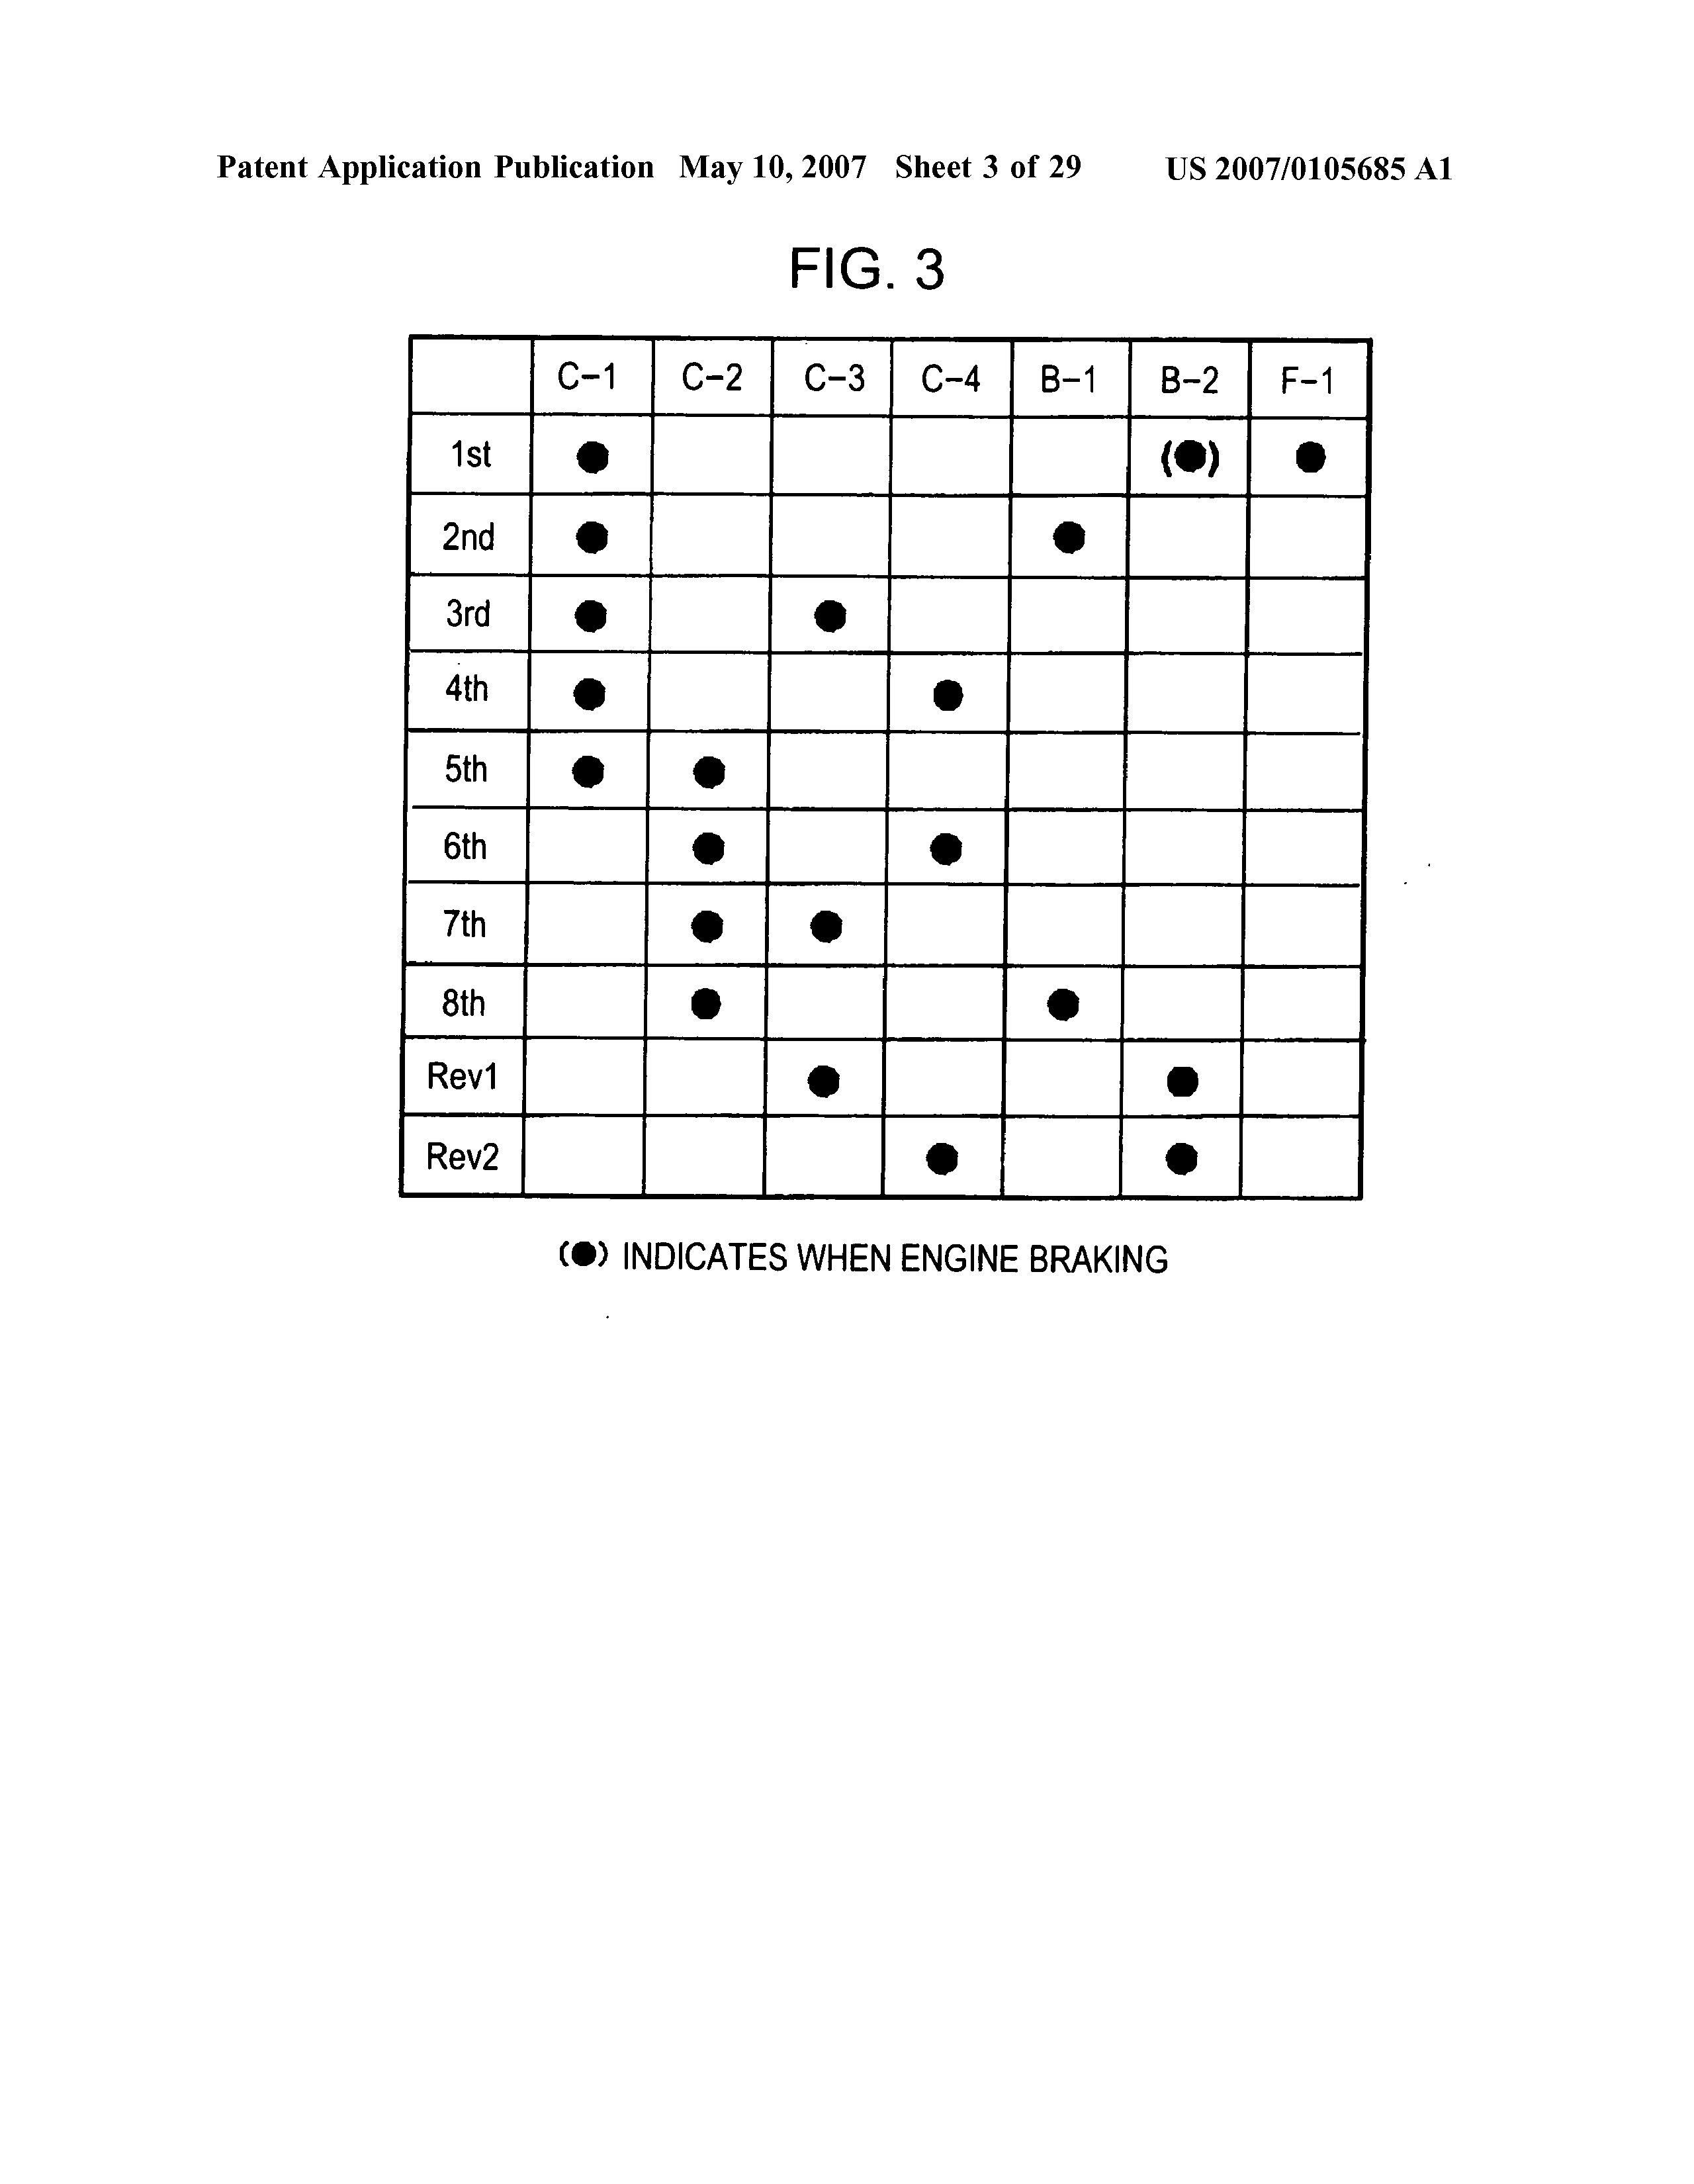 Patent Application Publication May 10, 2007 Sheet 3 of 29 US 2007/0105685 A1
FIG. 3
C-1 C-2 C-3 C-4 B-1 B-2 F-1
1st ● (●) ●
2nd ● ●
3rd ● ●
4th ● ●
5th ● ●
6th ● ●
7th ● ●
8th ● ●
Rev1 ● ●
Rev2 ● ●
(●) INDICATES WHEN ENGINE BRAKING